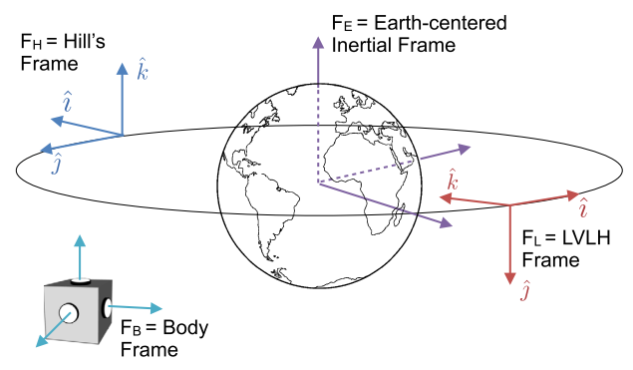 F_E = Earth-centered
Inertial Frame
F_H = Hill's
Frame
k̂
î
ĵ
k̂
î
F_L = LVLH
Frame
ĵ
F_B = Body
Frame